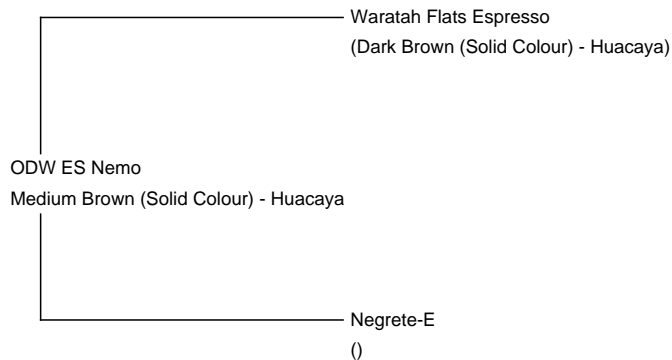 Waratah Flats Espresso
(Dark Brown (Solid Colour) - Huacaya)
ODW ES Nemo
Medium Brown (Solid Colour) - Huacaya
Negrete-E
()